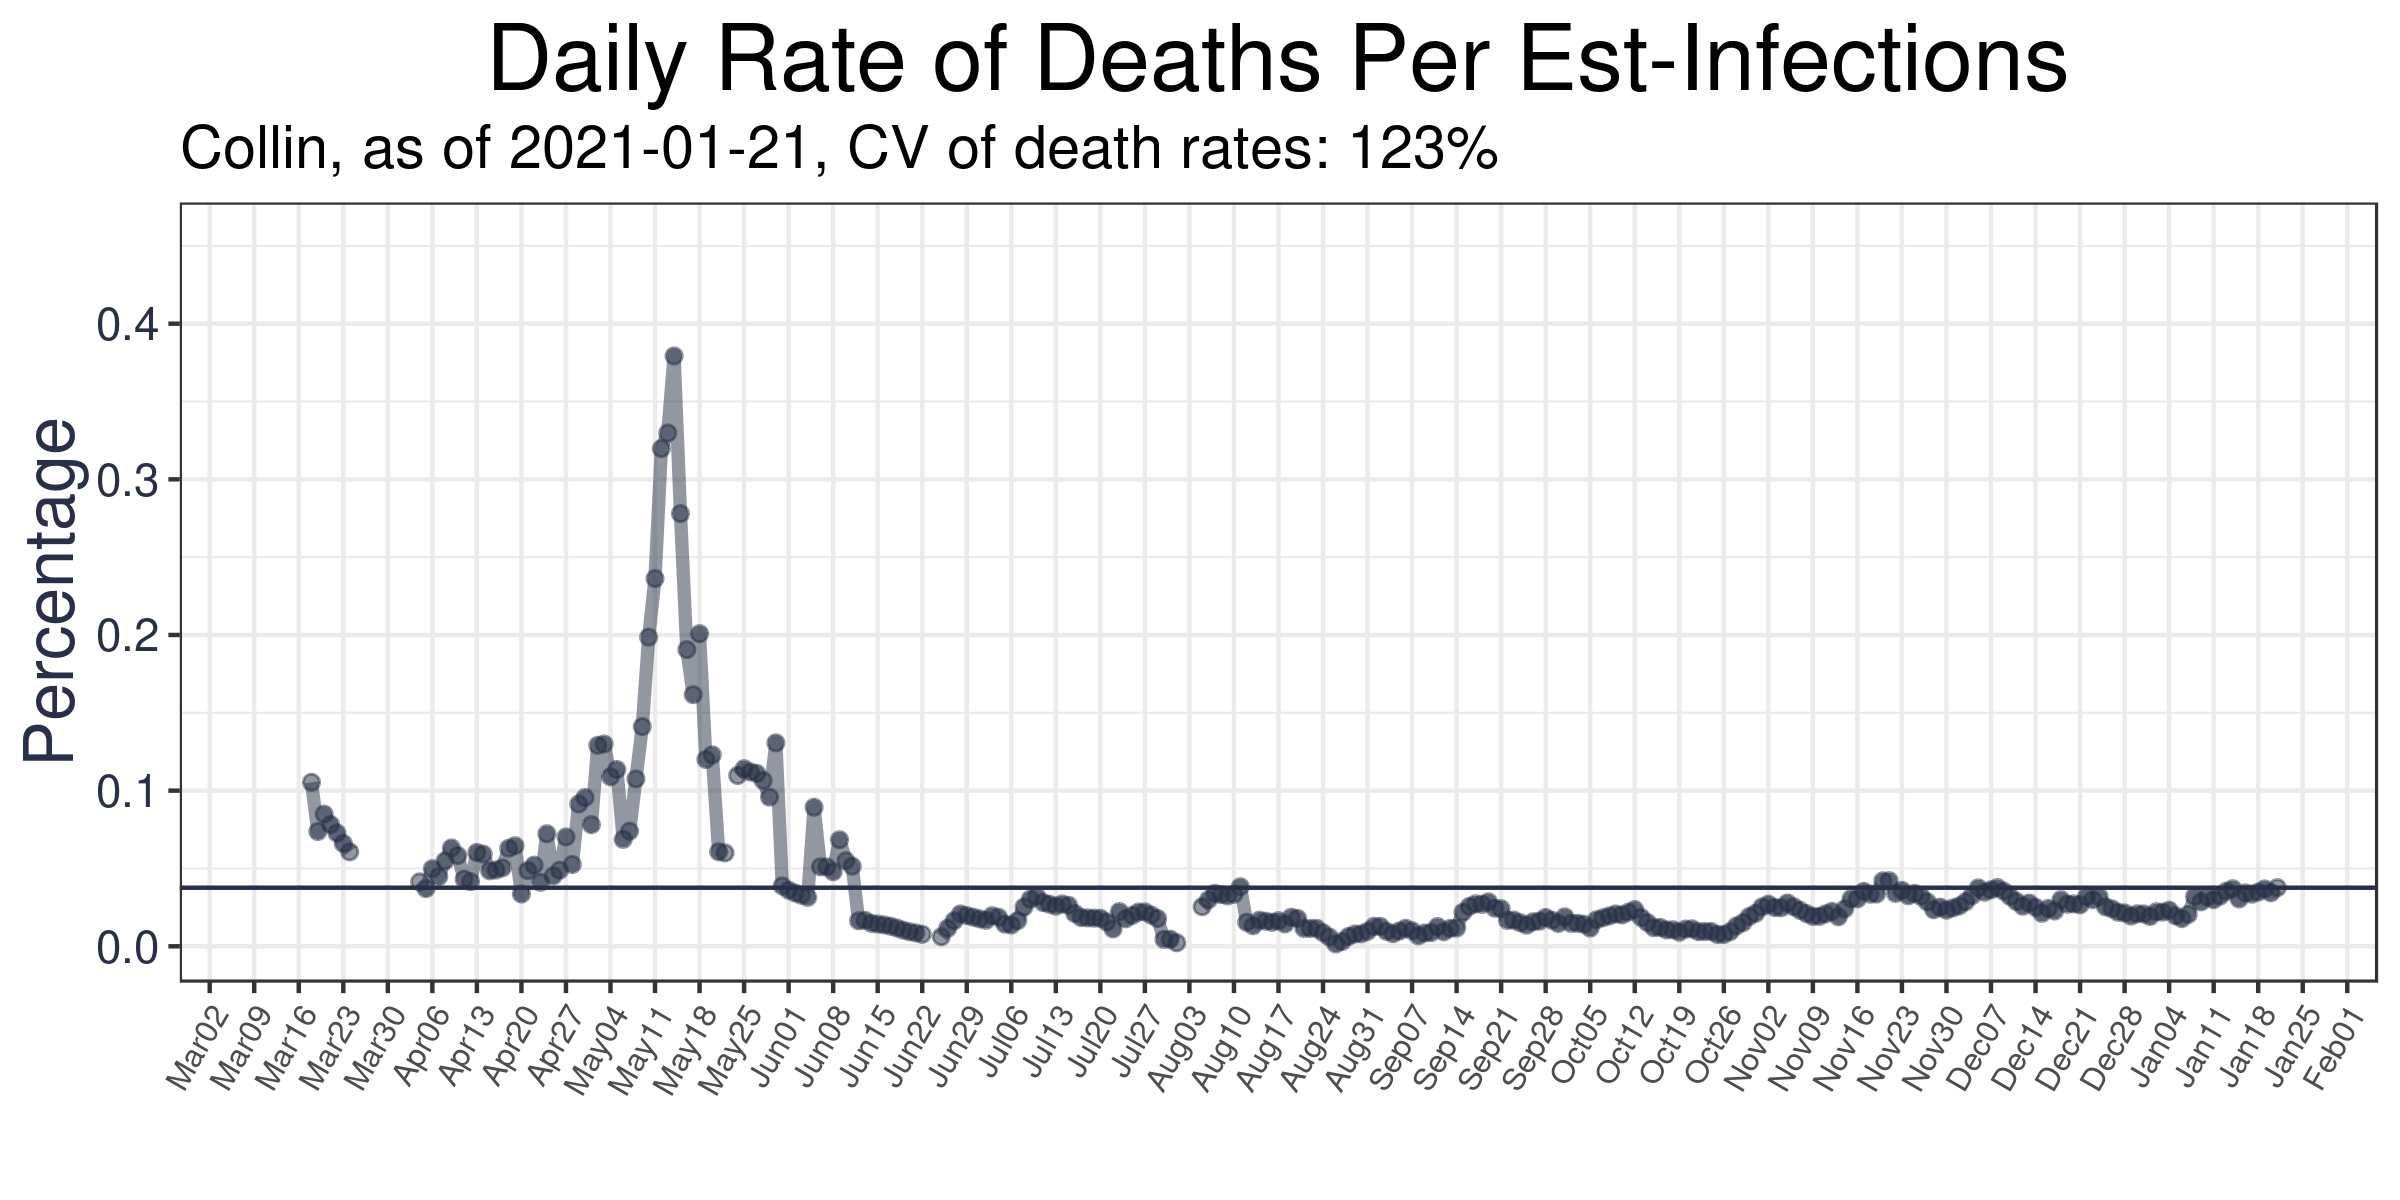 Daily Rate of Deaths Per Est-Infections
Collin, as of 2021-01-21, CV of death rates: 123%
Percentage
0.4
0.3
0.2
0.1
0.0
Mar02
Mar09
Mar16
Mar23
Mar30
Apr06
Apr13
Apr20
Apr27
May04
May11
May18
May25
Jun01
Jun08
Jun15
Jun22
Jun29
Jul06
Jul13
Jul20
Jul27
Aug03
Aug10
Aug17
Aug24
Aug31
Sep07
Sep14
Sep21
Sep28
Oct05
Oct12
Oct19
Oct26
Nov02
Nov09
Nov16
Nov23
Nov30
Dec07
Dec14
Dec21
Dec28
Jan04
Jan11
Jan18
Jan25
Feb01